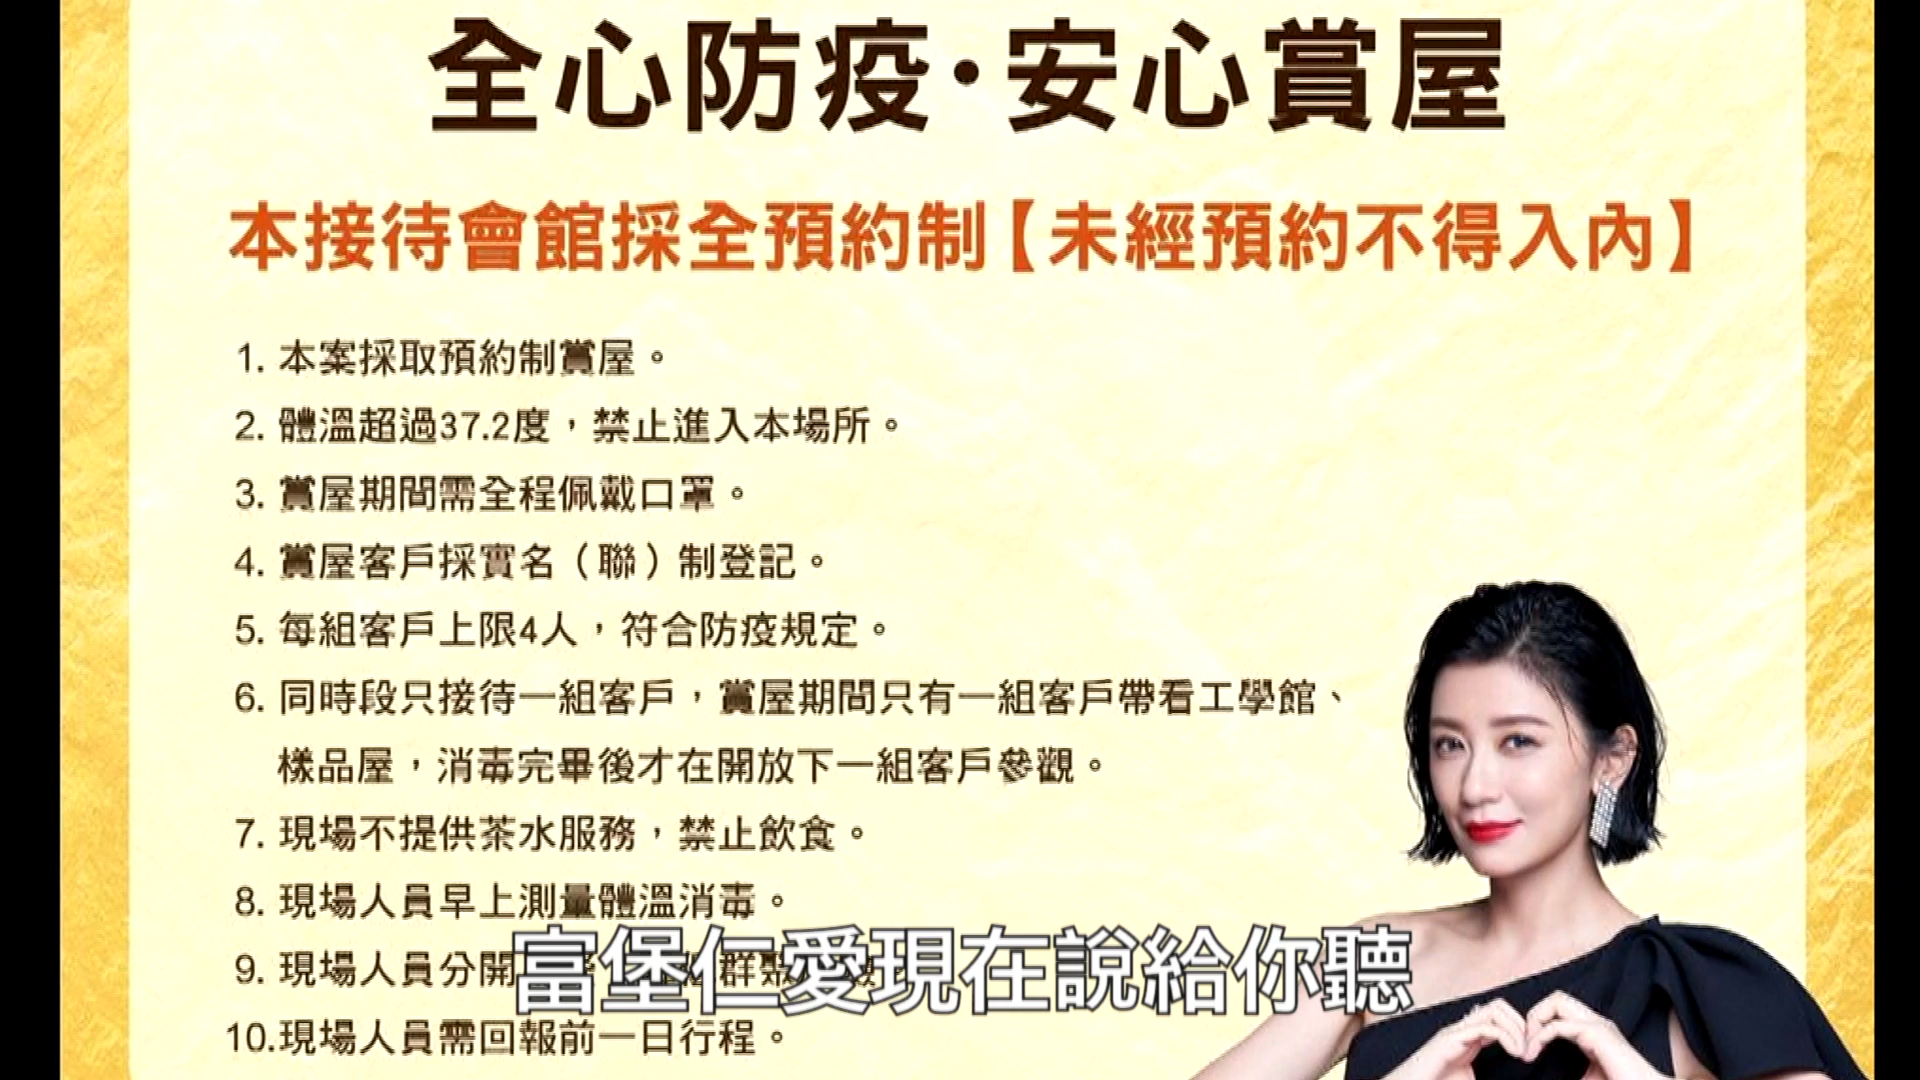 全心防疫·安心賞屋
本接待會館採全預約制【未經預約不得入內】
1. 本案採取預約制賞屋。
2. 體溫超過37.2度，禁止進入本場所。
3. 賞屋期間需全程佩戴口罩。
4. 賞屋客戶採實名（聯）制登記。
5. 每組客戶上限4人，符合防疫規定。
6. 同時段只接待一組客戶，賞屋期間只有一組客戶帶看工學館、
樣品屋，消毒完畢後才在開放下一組客戶參觀。
7. 現場不提供茶水服務，禁止飲食。
8. 現場人員早上測量體溫消毒。
9. 現場人員分開
富堡仁愛現在說給你聽
10.現場人員需回報前一日行程。